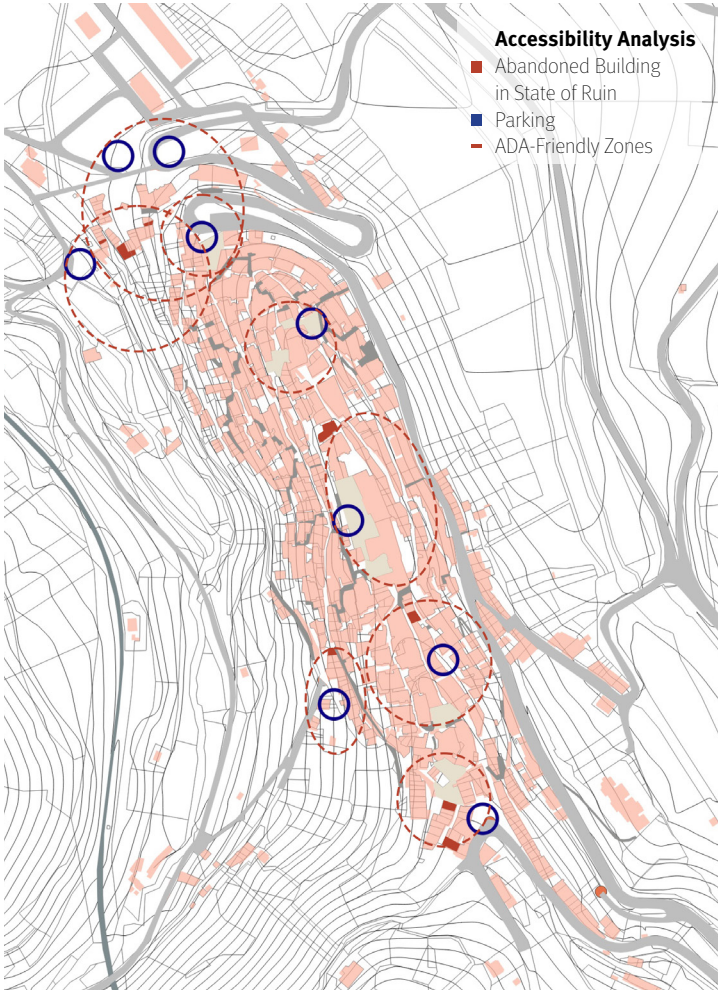 Accessibility Analysis
Abandoned Building
in State of Ruin
Parking
ADA-Friendly Zones